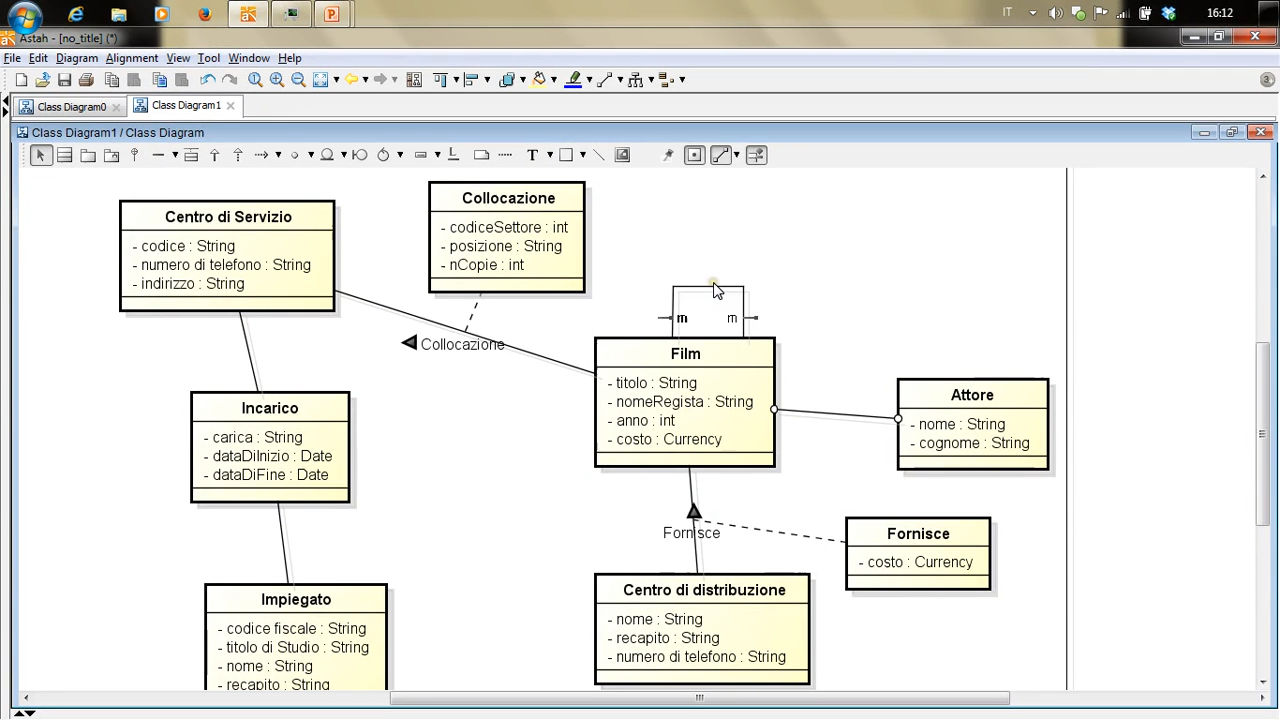 IT
16:12
Astah - [no_title] (*)
File Edit Diagram Alignment View Tool Window Help
3
Class Diagram0
Class Diagram1
Class Diagram1 / Class Diagram
T
Centro di Servizio
- codice : String
- numero di telefono : String
- indirizzo : String
Collocazione
- codiceSettore : int
- posizione : String
- nCopie : int
Collocazione
m
m
Film
- titolo : String
- nomeRegista : String
- anno : int
- costo : Currency
Attore
- nome : String
- cognome : String
Incarico
- carica : String
- dataDiInizio : Date
- dataDiFine : Date
Fornisce
Fornisce
- costo : Currency
Impiegato
- codice fiscale : String
- titolo di Studio : String
- nome : String
- recapito : String
Centro di distribuzione
- nome : String
- recapito : String
- numero di telefono : String